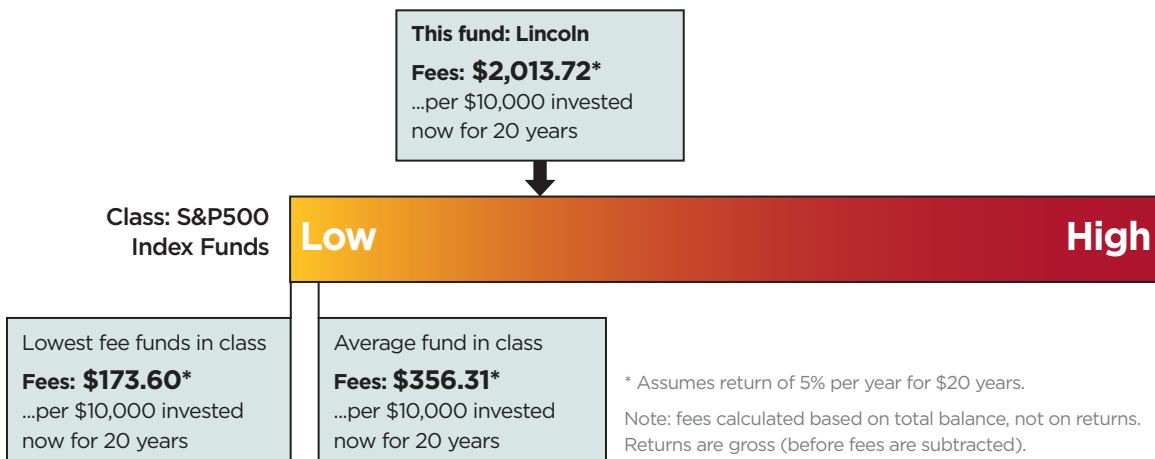 This fund: Lincoln
Fees: $2,013.72*
...per $10,000 invested
now for 20 years
Class: S&P500
Index Funds
Low
High
Lowest fee funds in class
Fees: $173.60*
...per $10,000 invested
now for 20 years
Average fund in class
Fees: $356.31*
...per $10,000 invested
now for 20 years
* Assumes return of 5% per year for $20 years.
Note: fees calculated based on total balance, not on returns.
Returns are gross (before fees are subtracted).